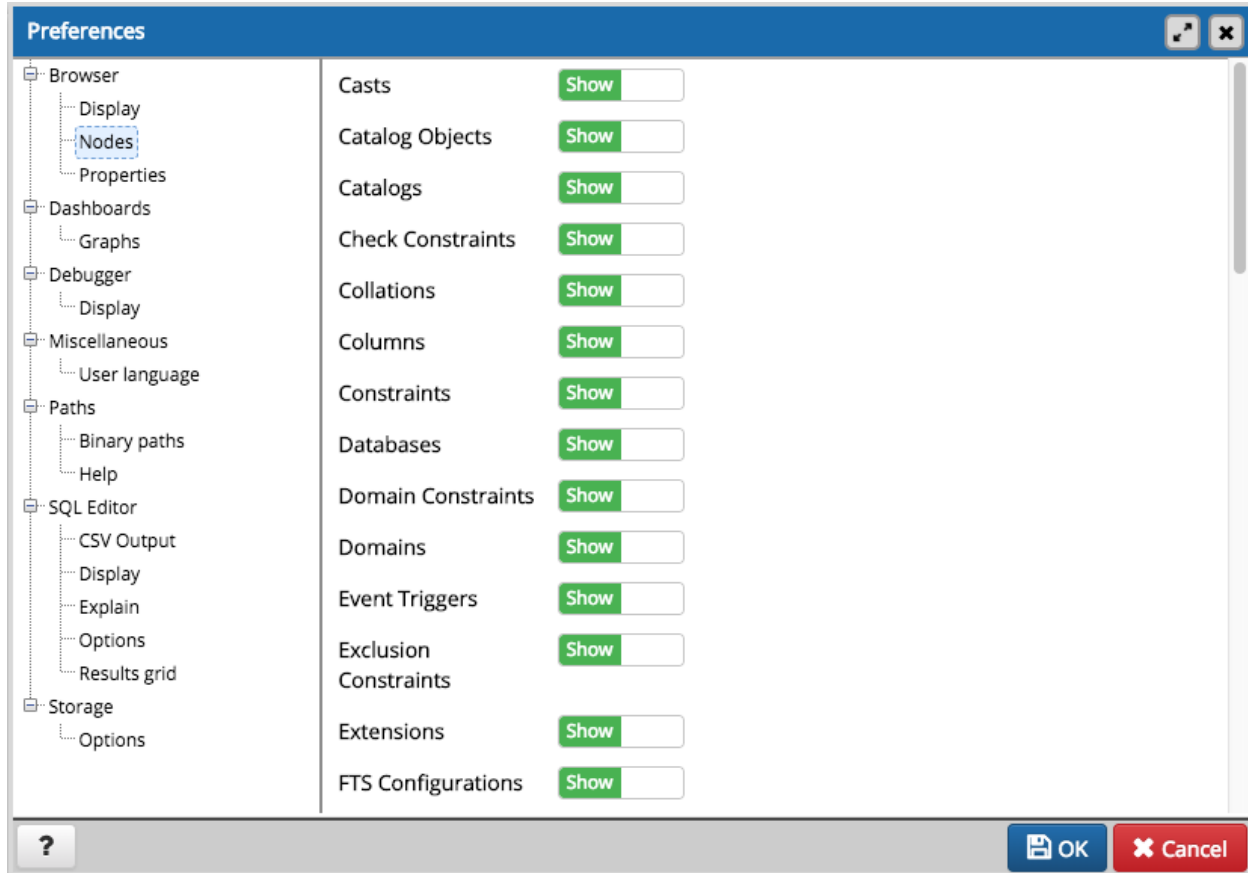 Preferences
Browser
Display
Nodes
Properties
Dashboards
Graphs
Debugger
Display
Miscellaneous
User language
Paths
Binary paths
Help
SQL Editor
CSV Output
Display
Explain
Options
Results grid
Storage
Options
Casts Show
Catalog Objects Show
Catalogs Show
Check Constraints Show
Collations Show
Columns Show
Constraints Show
Databases Show
Domain Constraints Show
Domains Show
Event Triggers Show
Exclusion Show
Constraints
Extensions Show
FTS Configurations Show
? OK Cancel